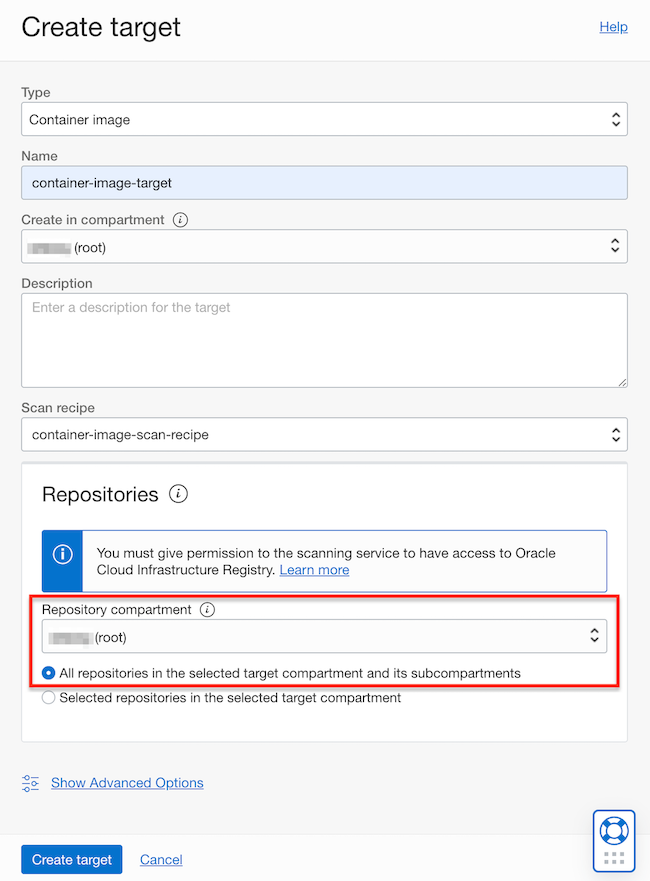 Create target
Help
Type
Container image
Name
container-image-target
Create in compartment
(root)
Description
Enter a description for the target
Scan recipe
container-image-scan-recipe
Repositories
You must give permission to the scanning service to have access to Oracle
Cloud Infrastructure Registry. Learn more
Repository compartment
(root)
All repositories in the selected target compartment and its subcompartments
Selected repositories in the selected target compartment
Show Advanced Options
Create target
Cancel